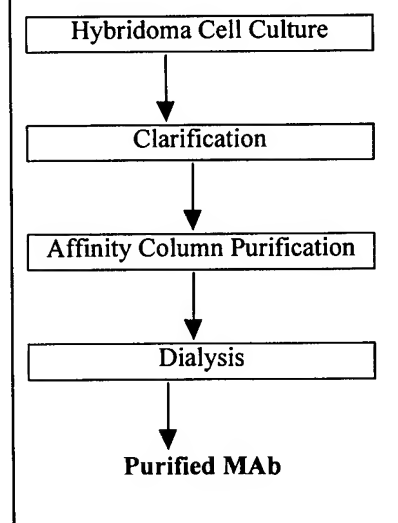 Hybridoma Cell Culture
Clarification
Affinity Column Purification
Dialysis
Purified MAb